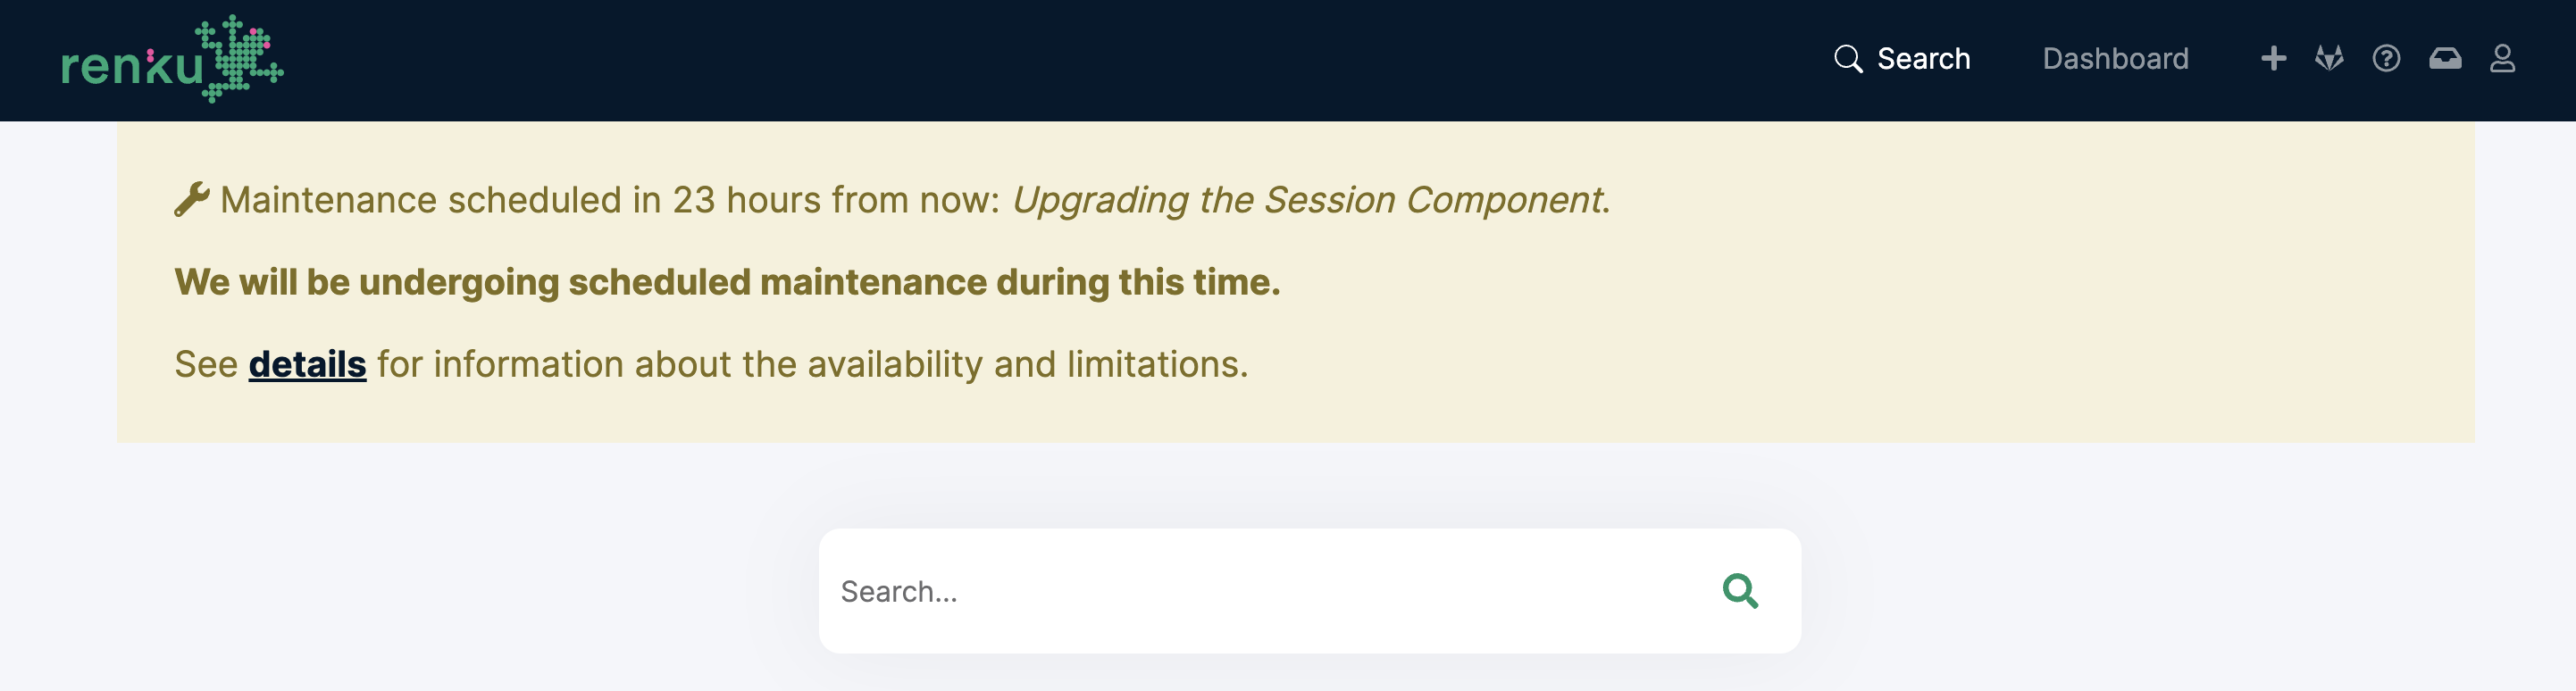 renku
Search
Dashboard
Maintenance scheduled in 23 hours from now: Upgrading the Session Component.
We will be undergoing scheduled maintenance during this time.
See details for information about the availability and limitations.
Search...